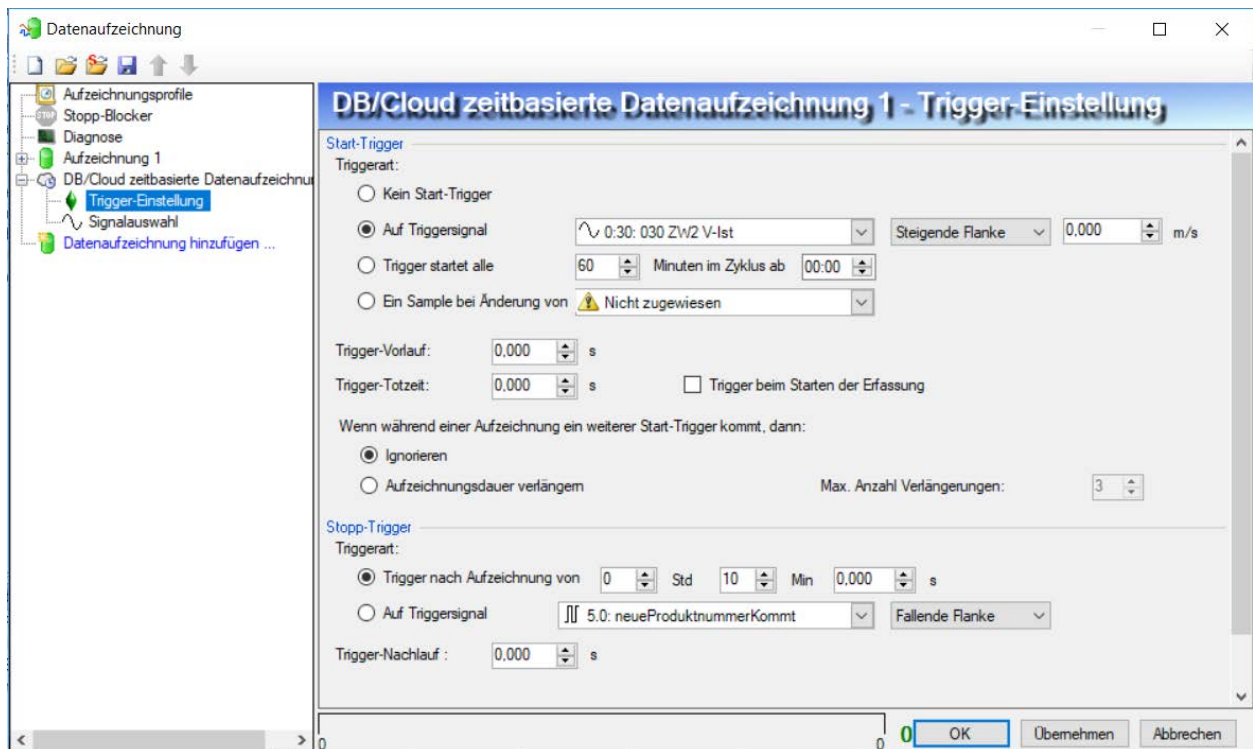 Datenaufzeichnung
Aufzeichnungsprofile
STOP Stopp-Blocker
Diagnose
Aufzeichnung 1
DB/Cloud zeitbasierte Datenaufzeichnun
Trigger-Einstellung
Signalauswahl
Datenaufzeichnung hinzufügen ...
DB/Cloud zeitbasierte Datenaufzeichnung 1 - Trigger-Einstellung
Start-Trigger
Triggerart:
Kein Start-Trigger
Auf Triggersignal 0:30: 030 ZW2 V-Ist Steigende Flanke 0,000 m/s
Trigger startet alle 60 Minuten im Zyklus ab 00:00
Ein Sample bei Änderung von Nicht zugewiesen
Trigger-Vorlauf: 0,000 s
Trigger-Totzeit: 0,000 s Trigger beim Starten der Erfassung
Wenn während einer Aufzeichnung ein weiterer Start-Trigger kommt, dann:
Ignorieren
Aufzeichnungsdauer verlängern Max. Anzahl Verlängerungen: 3
Stopp-Trigger
Triggerart:
Trigger nach Aufzeichnung von 0 Std 10 Min 0,000 s
Auf Triggersignal 5.0: neueProduktnummerKommt Fallende Flanke
Trigger-Nachlauf : 0,000 s
0 0 0 OK Übernehmen Abbrechen